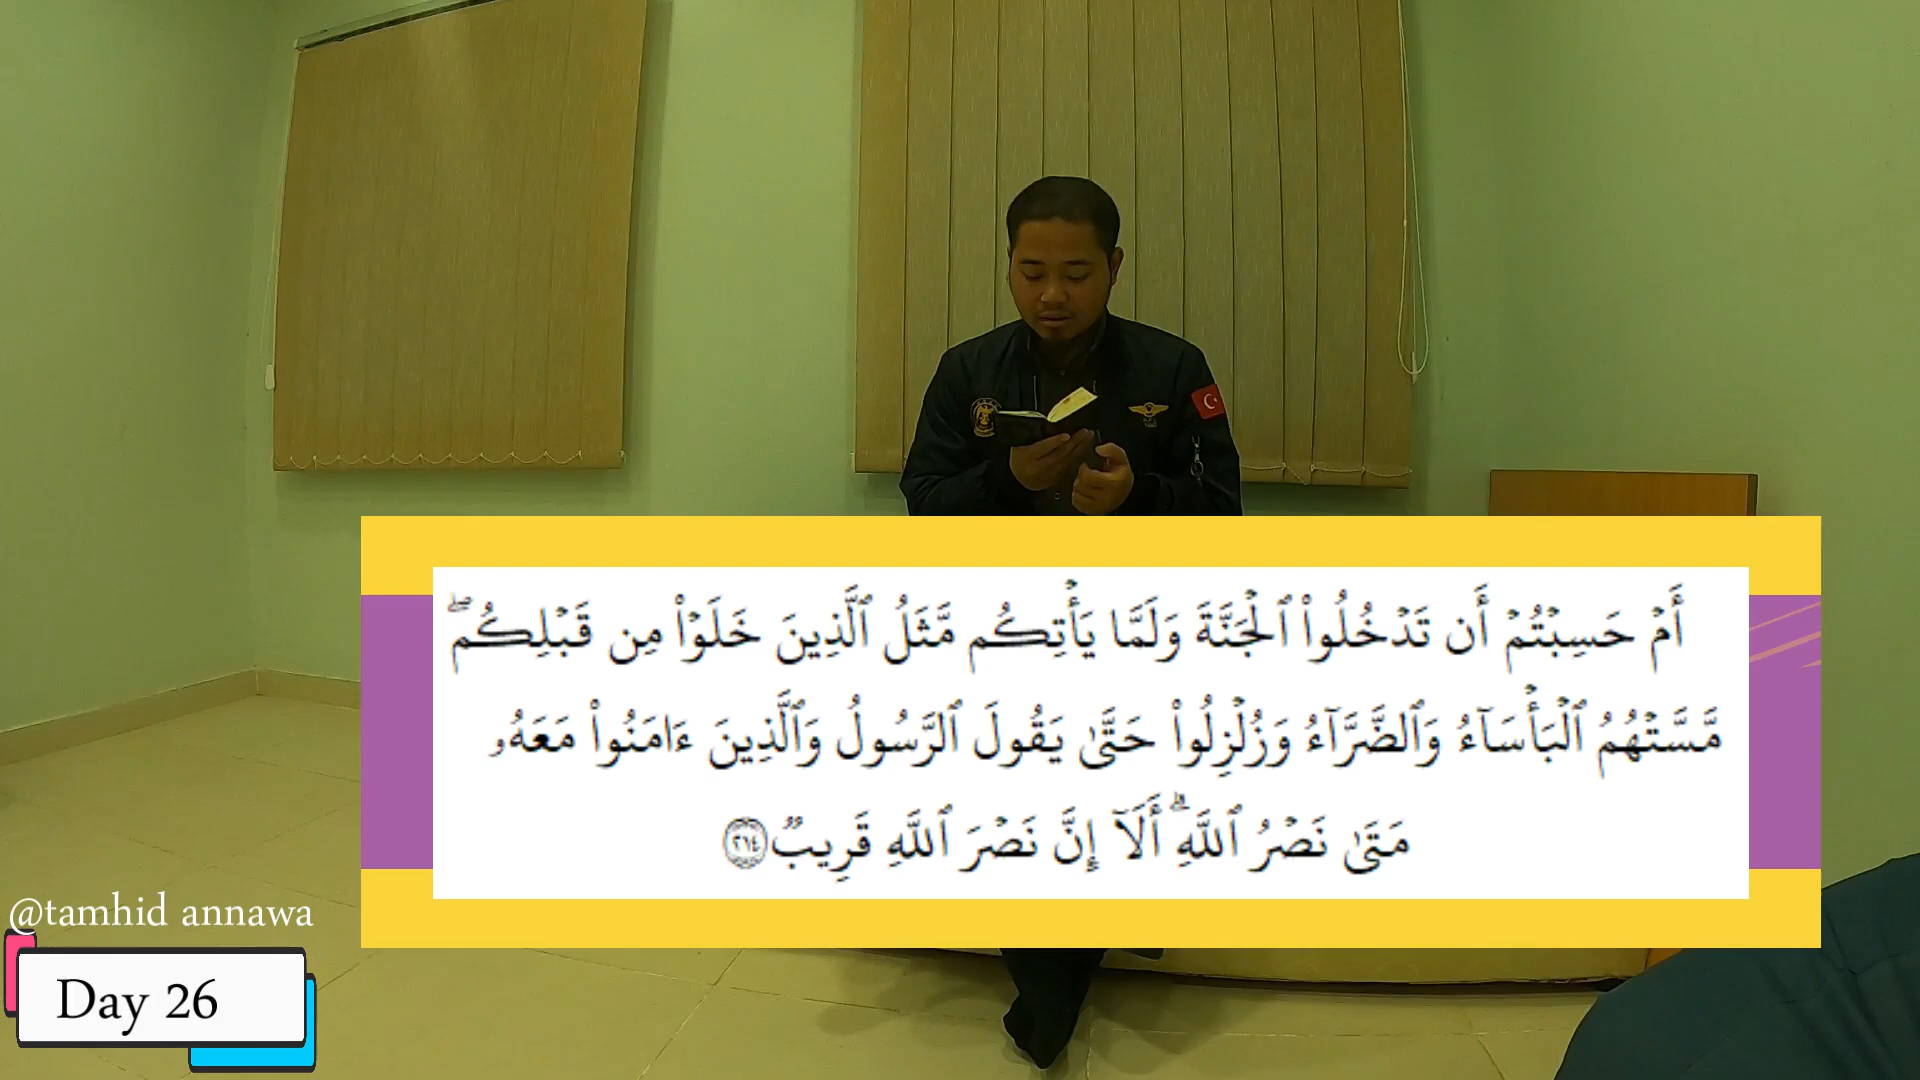 أَمۡ حَسِبۡتُمۡ أَن تَدۡخُلُواْ ٱلۡجَنَّةَ وَلَمَّا يَأۡتِكُم مَّثَلُ ٱلَّذِينَ خَلَوۡاْ مِن قَبۡلِكُمۖ
مَّسَّتۡهُمُ ٱلۡبَأۡسَآءُ وَٱلضَّرَّآءُ وَزُلۡزِلُواْ حَتَّىٰ يَقُولَ ٱلرَّسُولُ وَٱلَّذِينَ ءَامَنُواْ مَعَهُۥ
مَتَىٰ نَصۡرُ ٱللَّهِۗ أَلَآ إِنَّ نَصۡرَ ٱللَّهِ قَرِيبٞ ٢١٤
@tamhid annawa
Day 26